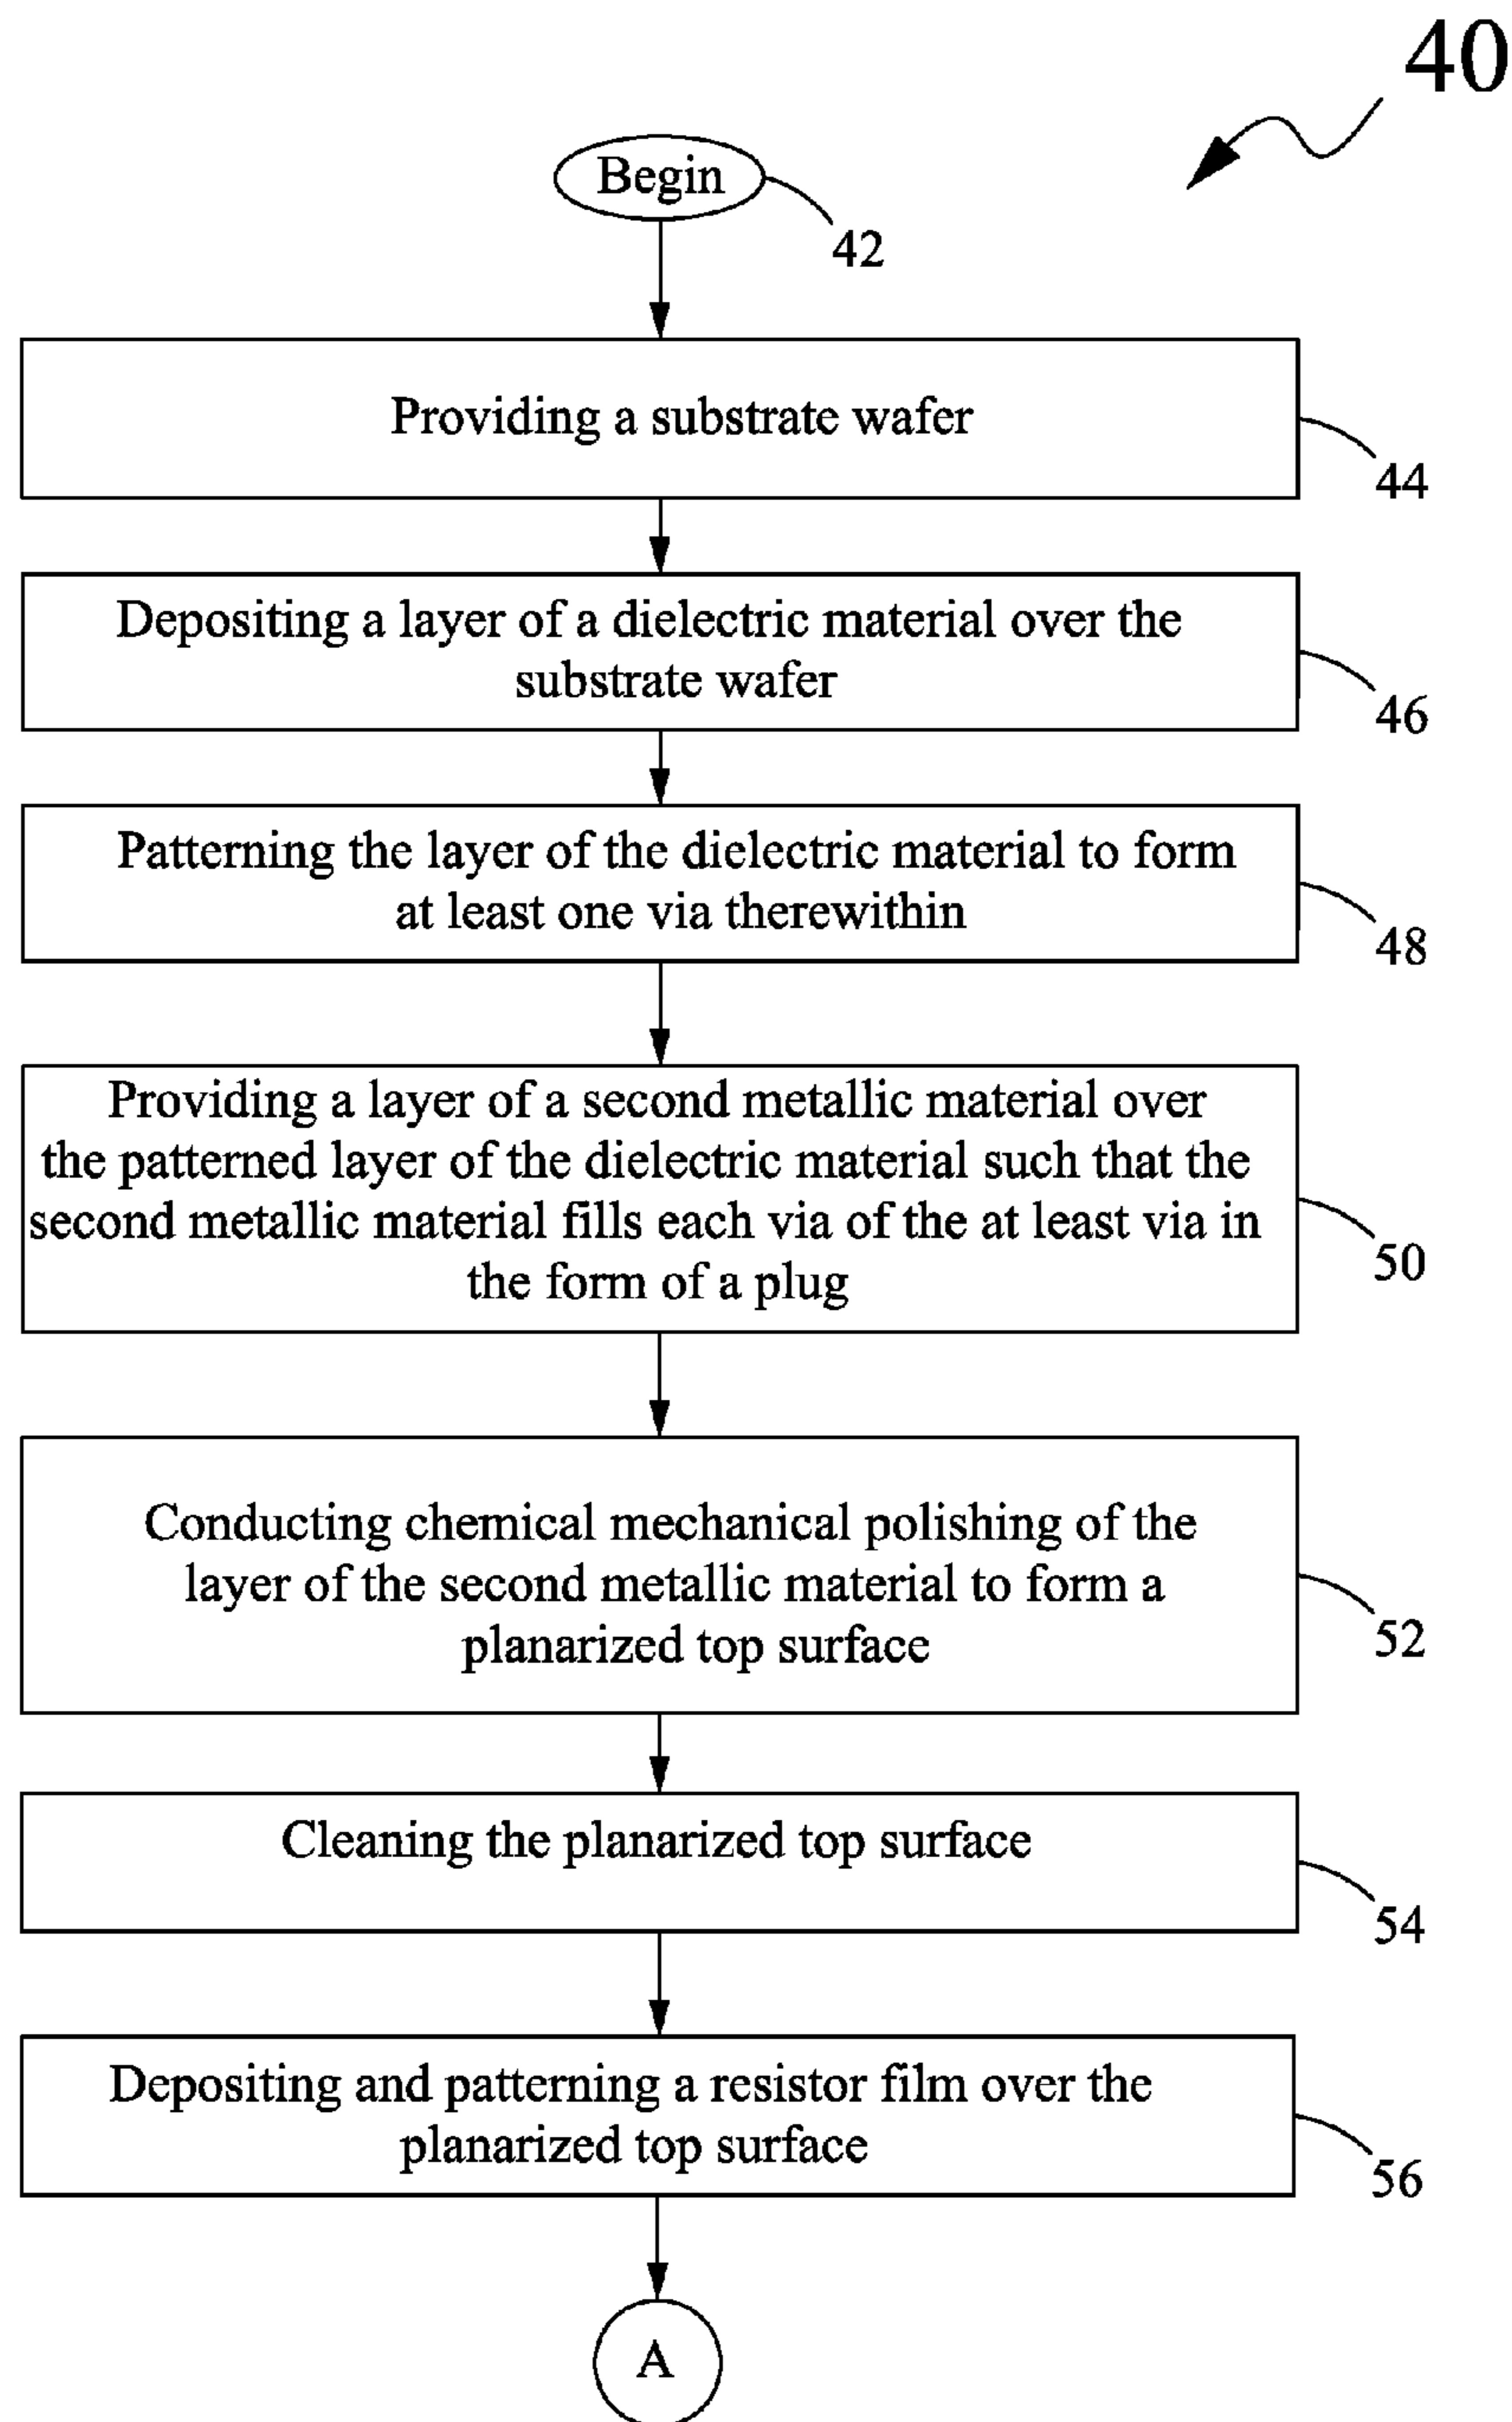 40
Begin
42
Providing a substrate wafer
44
Depositing a layer of a dielectric material over the
substrate wafer
46
Patterning the layer of the dielectric material to form
at least one via therewithin
48
Providing a layer of a second metallic material over
the patterned layer of the dielectric material such that the
second metallic material fills each via of the at least via in
the form of a plug
50
Conducting chemical mechanical polishing of the
layer of the second metallic material to form a
planarized top surface
52
Cleaning the planarized top surface
54
Depositing and patterning a resistor film over the
planarized top surface
56
A